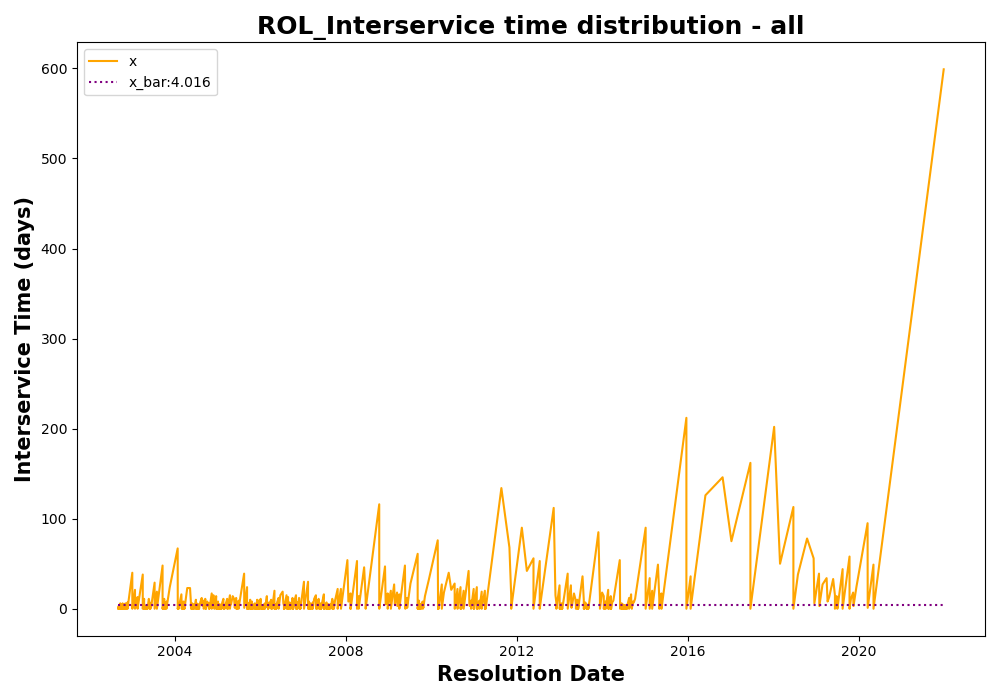 ROL_Interservice time distribution - all
x
x_bar:4.016
Interservice Time (days)
600
500
400
300
200
100
0
2004
2008
2012
2016
2020
Resolution Date